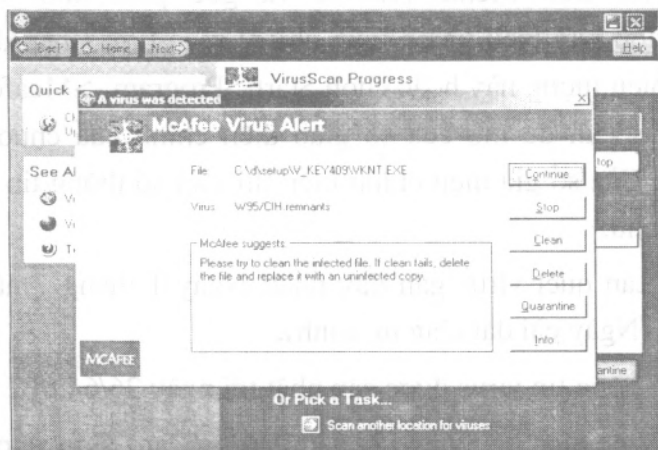 Back Home Next Help
VirusScan Progress
Quick
A virus was detected
McAfee Virus Alert
File: C:\d\setup\V_KEY409\VKNT.EXE
Virus: W95/CIH remnants
Continue
Stop
Clean
Delete
Quarantine
Info
McAfee suggests
Please try to clean the infected file. If clean fails, delete
the file and replace it with an uninfected copy.
See Al
top
antine
MCAFEE
Or Pick a Task...
Scan another location for viruses